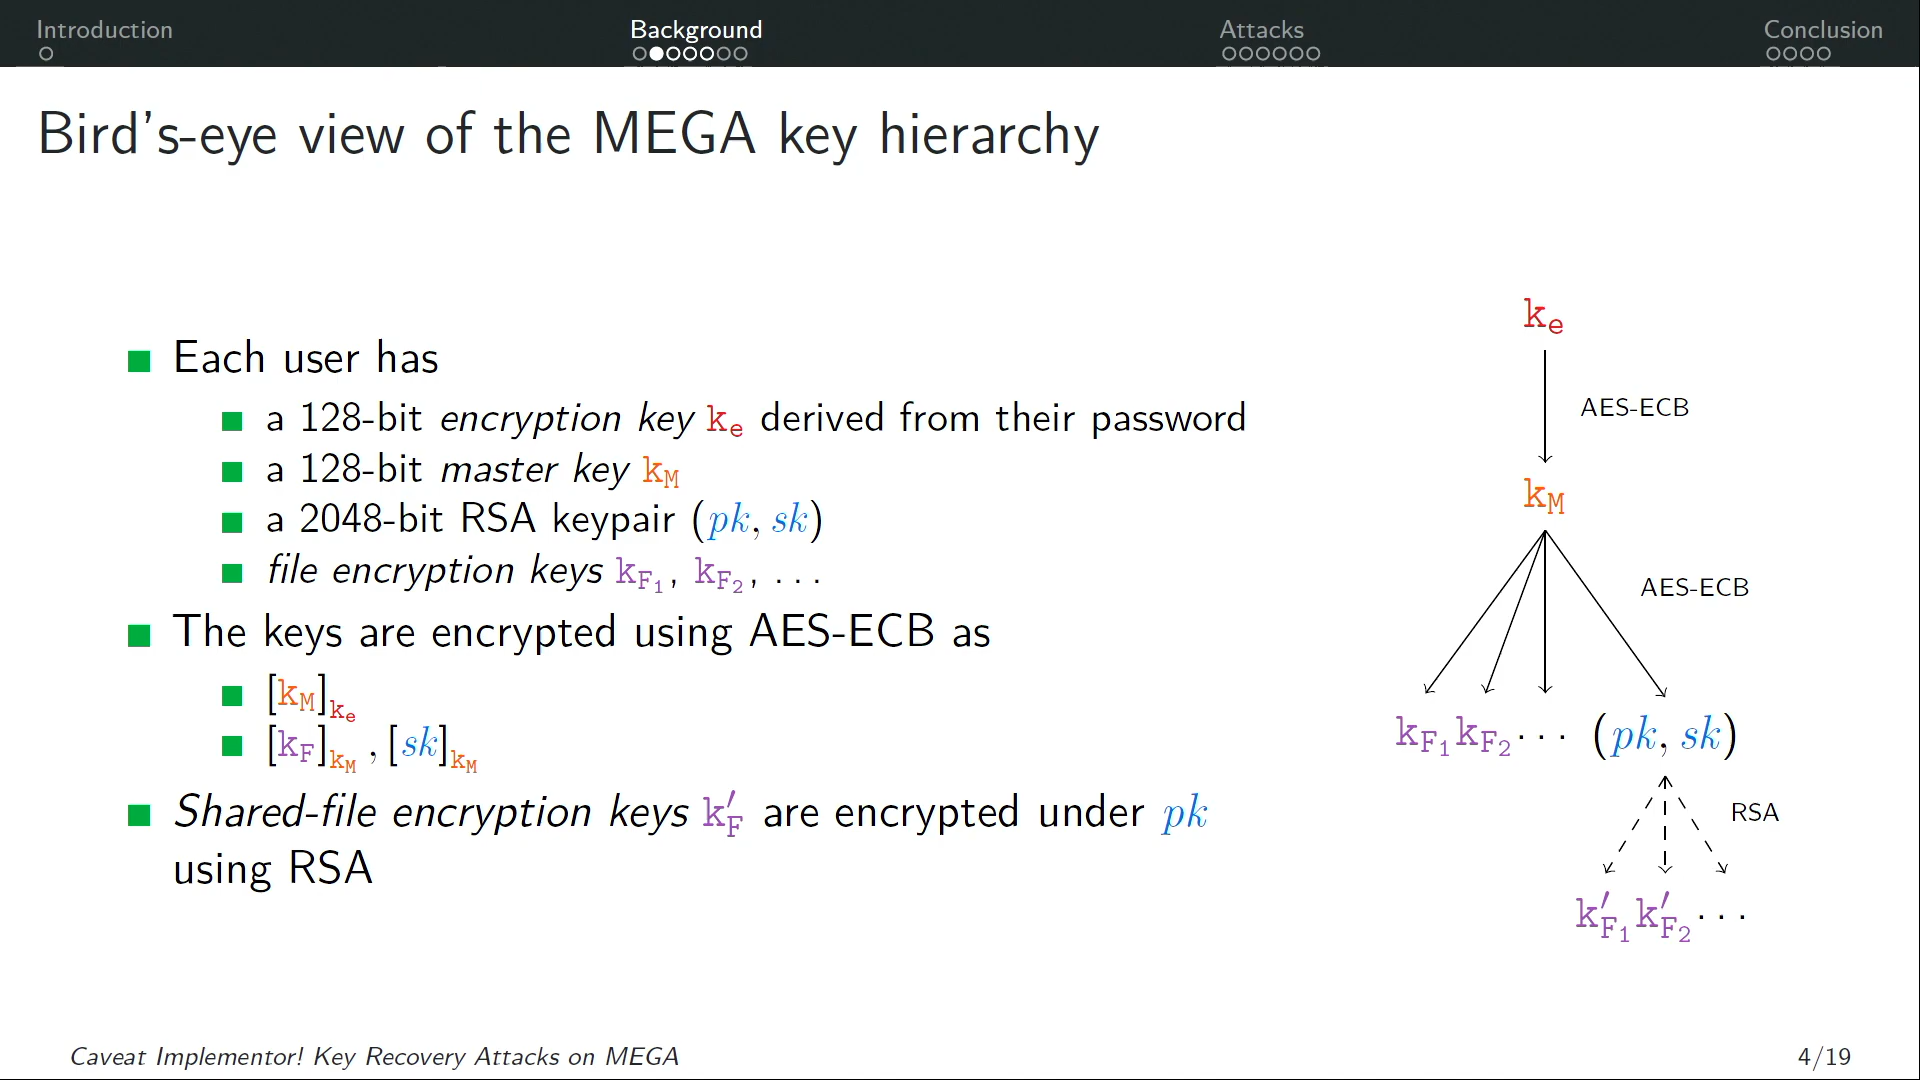 Introduction
Background
Attacks
Conclusion
Bird's-eye view of the MEGA key hierarchy
Each user has
a 128-bit encryption key kₑ derived from their password
a 128-bit master key k_M
a 2048-bit RSA keypair (pk, sk)
file encryption keys k_F₁, k_F₂, ...
The keys are encrypted using AES-ECB as
[k_M]_kₑ
[k_F]_k_M , [sk]_k_M
Shared-file encryption keys k′_F are encrypted under pk
using RSA
kₑ
AES-ECB
k_M
AES-ECB
k_F₁ k_F₂ ··· (pk, sk)
RSA
k′_F₁ k′_F₂ ···
Caveat Implementor! Key Recovery Attacks on MEGA
4/19